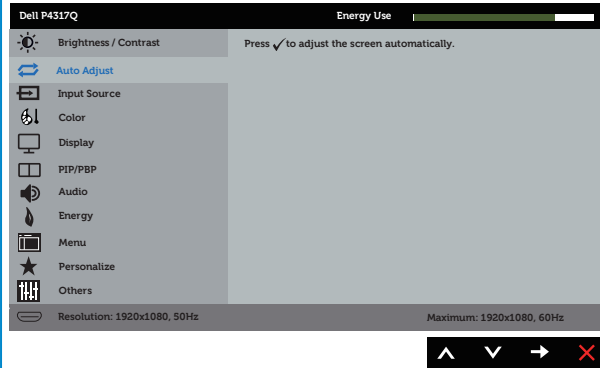 Dell P4317Q Energy Use
Brightness / Contrast Press ✓ to adjust the screen automatically.
Auto Adjust
Input Source
Color
Display
PIP/PBP
Audio
Energy
Menu
Personalize
Others
Resolution: 1920x1080, 50Hz Maximum: 1920x1080, 60Hz